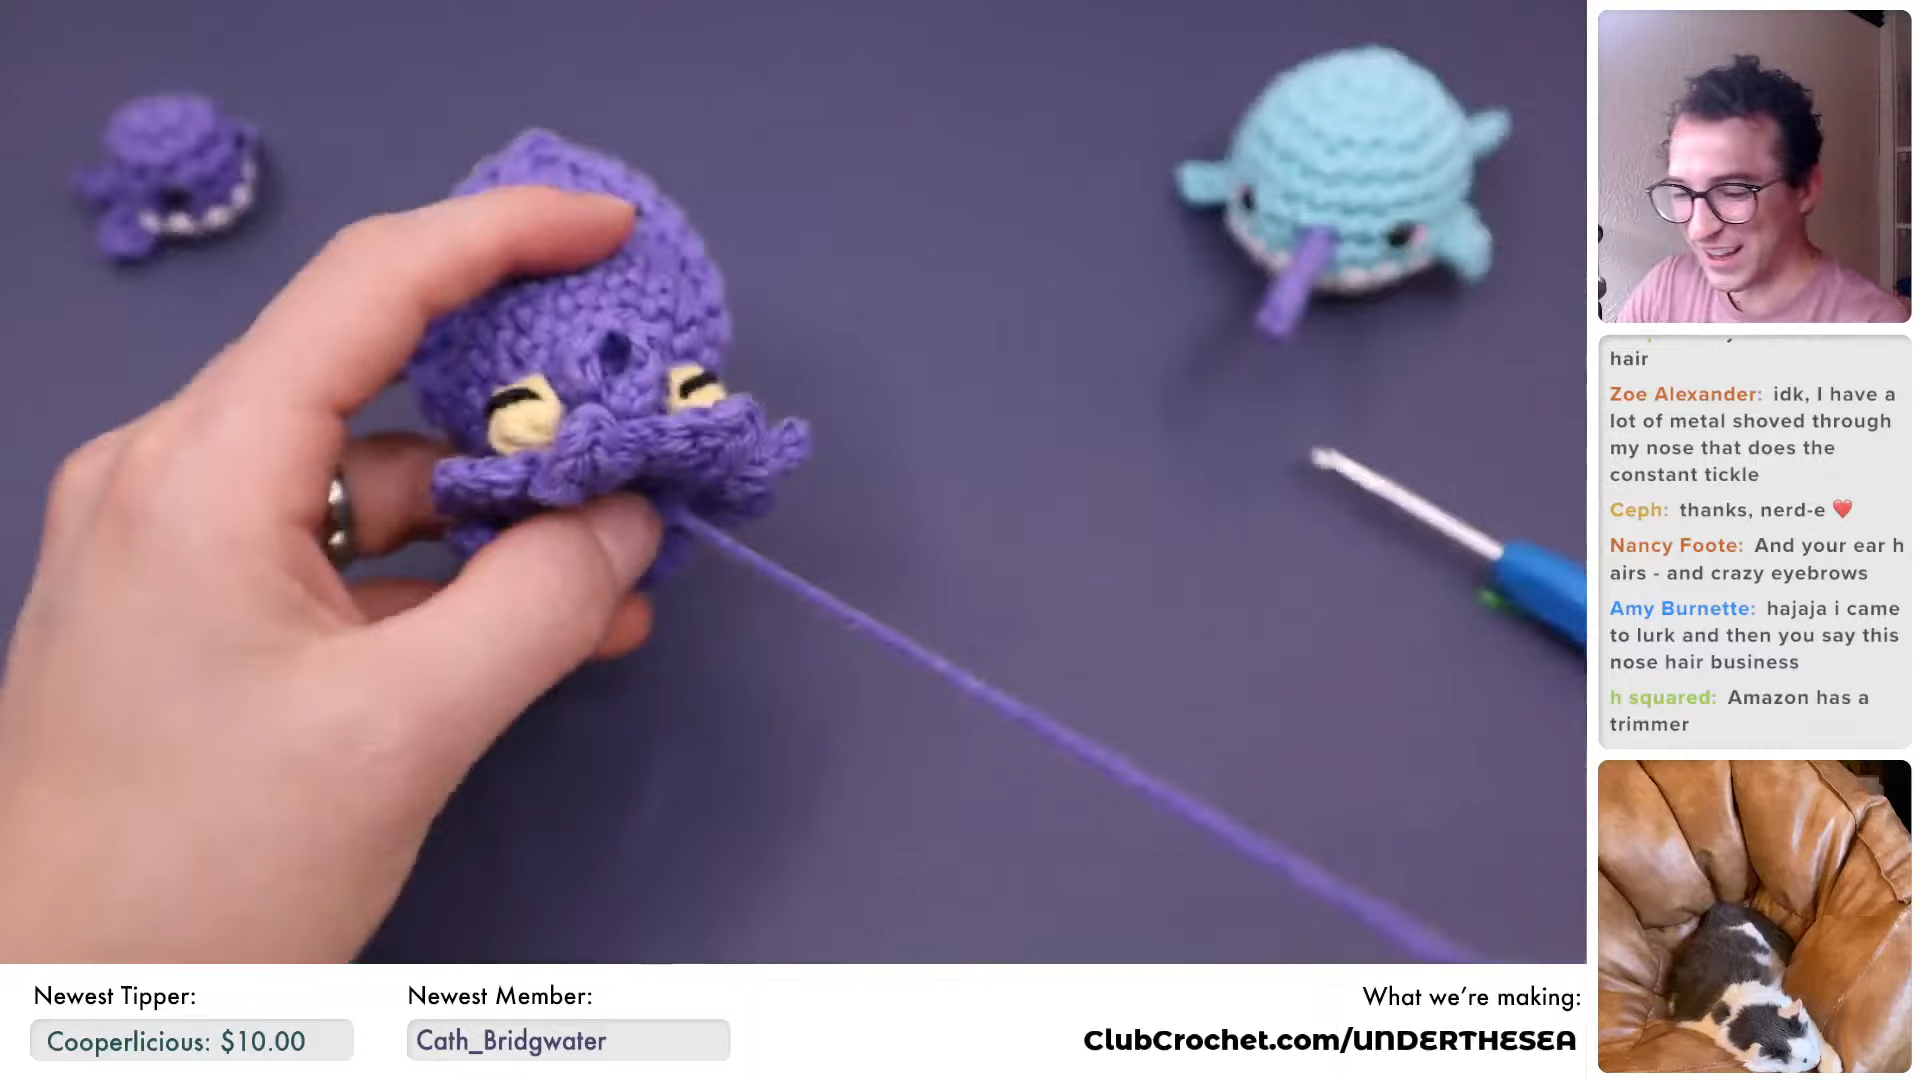 hair
Zoe Alexander: idk, I have a
lot of metal shoved through
my nose that does the
constant tickle
Ceph: thanks, nerd-e ❤️
Nancy Foote: And your ear h
airs - and crazy eyebrows
Amy Burnette: hajaja i came
to lurk and then you say this
nose hair business
h squared: Amazon has a
trimmer
Newest Tipper:
Cooperlicious: $10.00
Newest Member:
Cath_Bridgwater
What we're making:
ClubCrochet.com/UNDERTHESEA